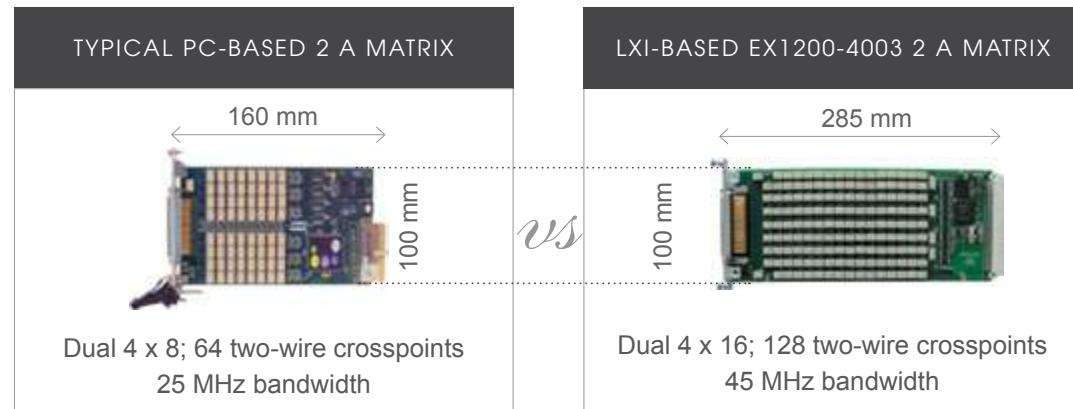 TYPICAL PC-BASED 2 A MATRIX
160 mm
100 mm
Dual 4 x 8; 64 two-wire crosspoints
25 MHz bandwidth
vs
LXI-BASED EX1200-4003 2 A MATRIX
285 mm
100 mm
Dual 4 x 16; 128 two-wire crosspoints
45 MHz bandwidth